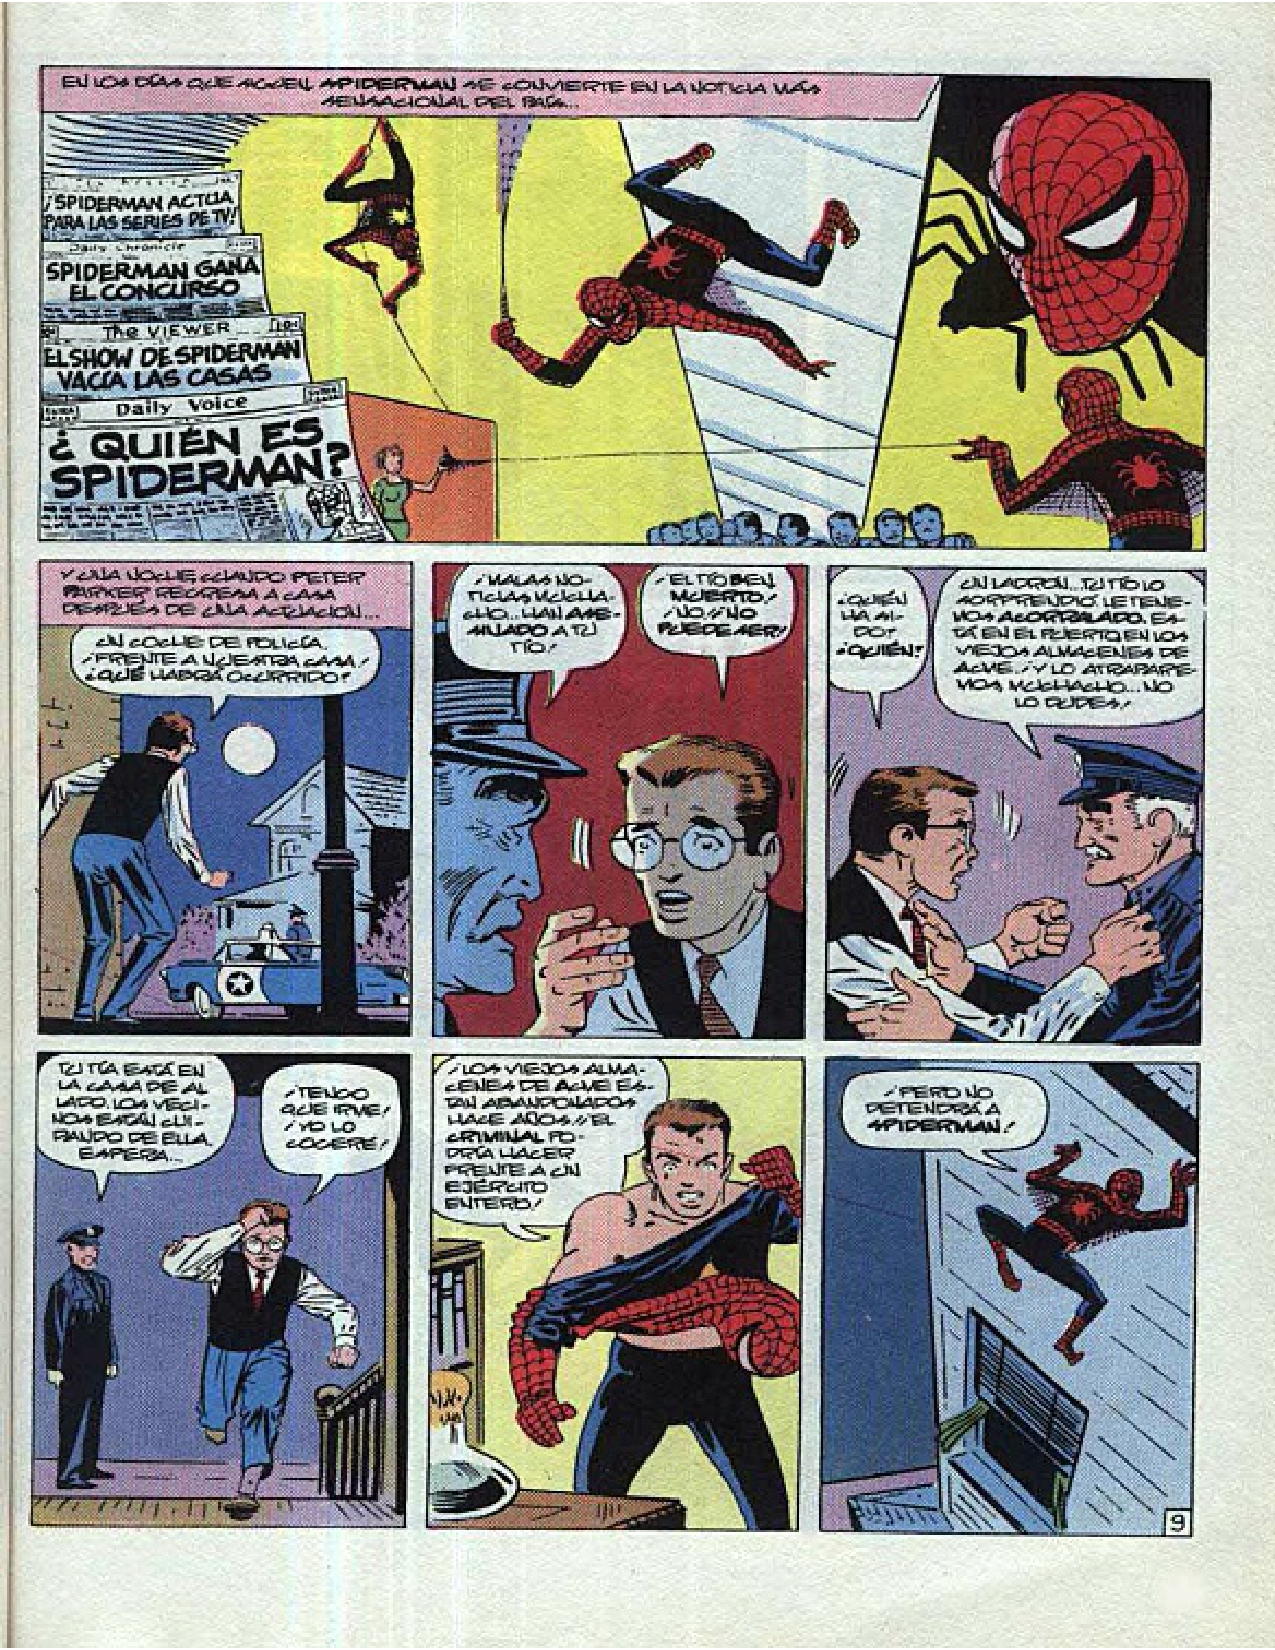 EN LOS DÍAS QUE SIGUEN, SPIDERMAN SE CONVIERTE EN LA NOTICIA MÁS
SENSACIONAL DEL PAÍS...
¡SPIDERMAN ACTÚA
PARA LAS SERIES DE TV!
Daily Chronicle
SPIDERMAN GANA
EL CONCURSO
The VIEWER
EL SHOW DE SPIDERMAN
VACÍA LAS CASAS
Daily Voice
¿QUIÉN ES
SPIDERMAN?
Y UNA NOCHE, CUANDO PETER
PARKER REGRESA A CASA
DESPUÉS DE UNA ACTUACIÓN...
UN COCHE DE POLICÍA.
¡FRENTE A NUESTRA CASA!
¿QUÉ HABRÁ OCURRIDO?
¡MALAS NO-
TICIAS MUCHA-
CHO... HAN ASE-
SINADO A TU
TÍO!
¡EL TÍO BEN
MUERTO!
¡NO! ¡NO
PUEDE SER!
¿QUIÉN
HA SI-
DO?
¿QUIÉN?
UN LADRÓN... TU TÍO LO
SORPRENDIÓ. LE TENE-
MOS ACORRALADO. ES-
TÁ EN EL PUERTO EN LOS
VIEJOS ALMACENES DE
ACME. ¡Y LO ATRAPARE-
MOS MUCHACHO... NO
LO DUDES!
TU TÍA ESTÁ EN
LA CASA DE AL
LADO. LOS VECI-
NOS ESTÁN CUI-
DANDO DE ELLA.
ESPERA...
¡TENGO
QUE IRME!
¡YO LO
COGERÉ!
¡LOS VIEJOS ALMA-
CENES DE ACME ES-
TÁN ABANDONADOS
HACE AÑOS! ¡EL
CRIMINAL PO-
DRÍA HACER
FRENTE A UN
EJÉRCITO
ENTERO!
¡PERO NO
DETENDRÁ A
SPIDERMAN!
9